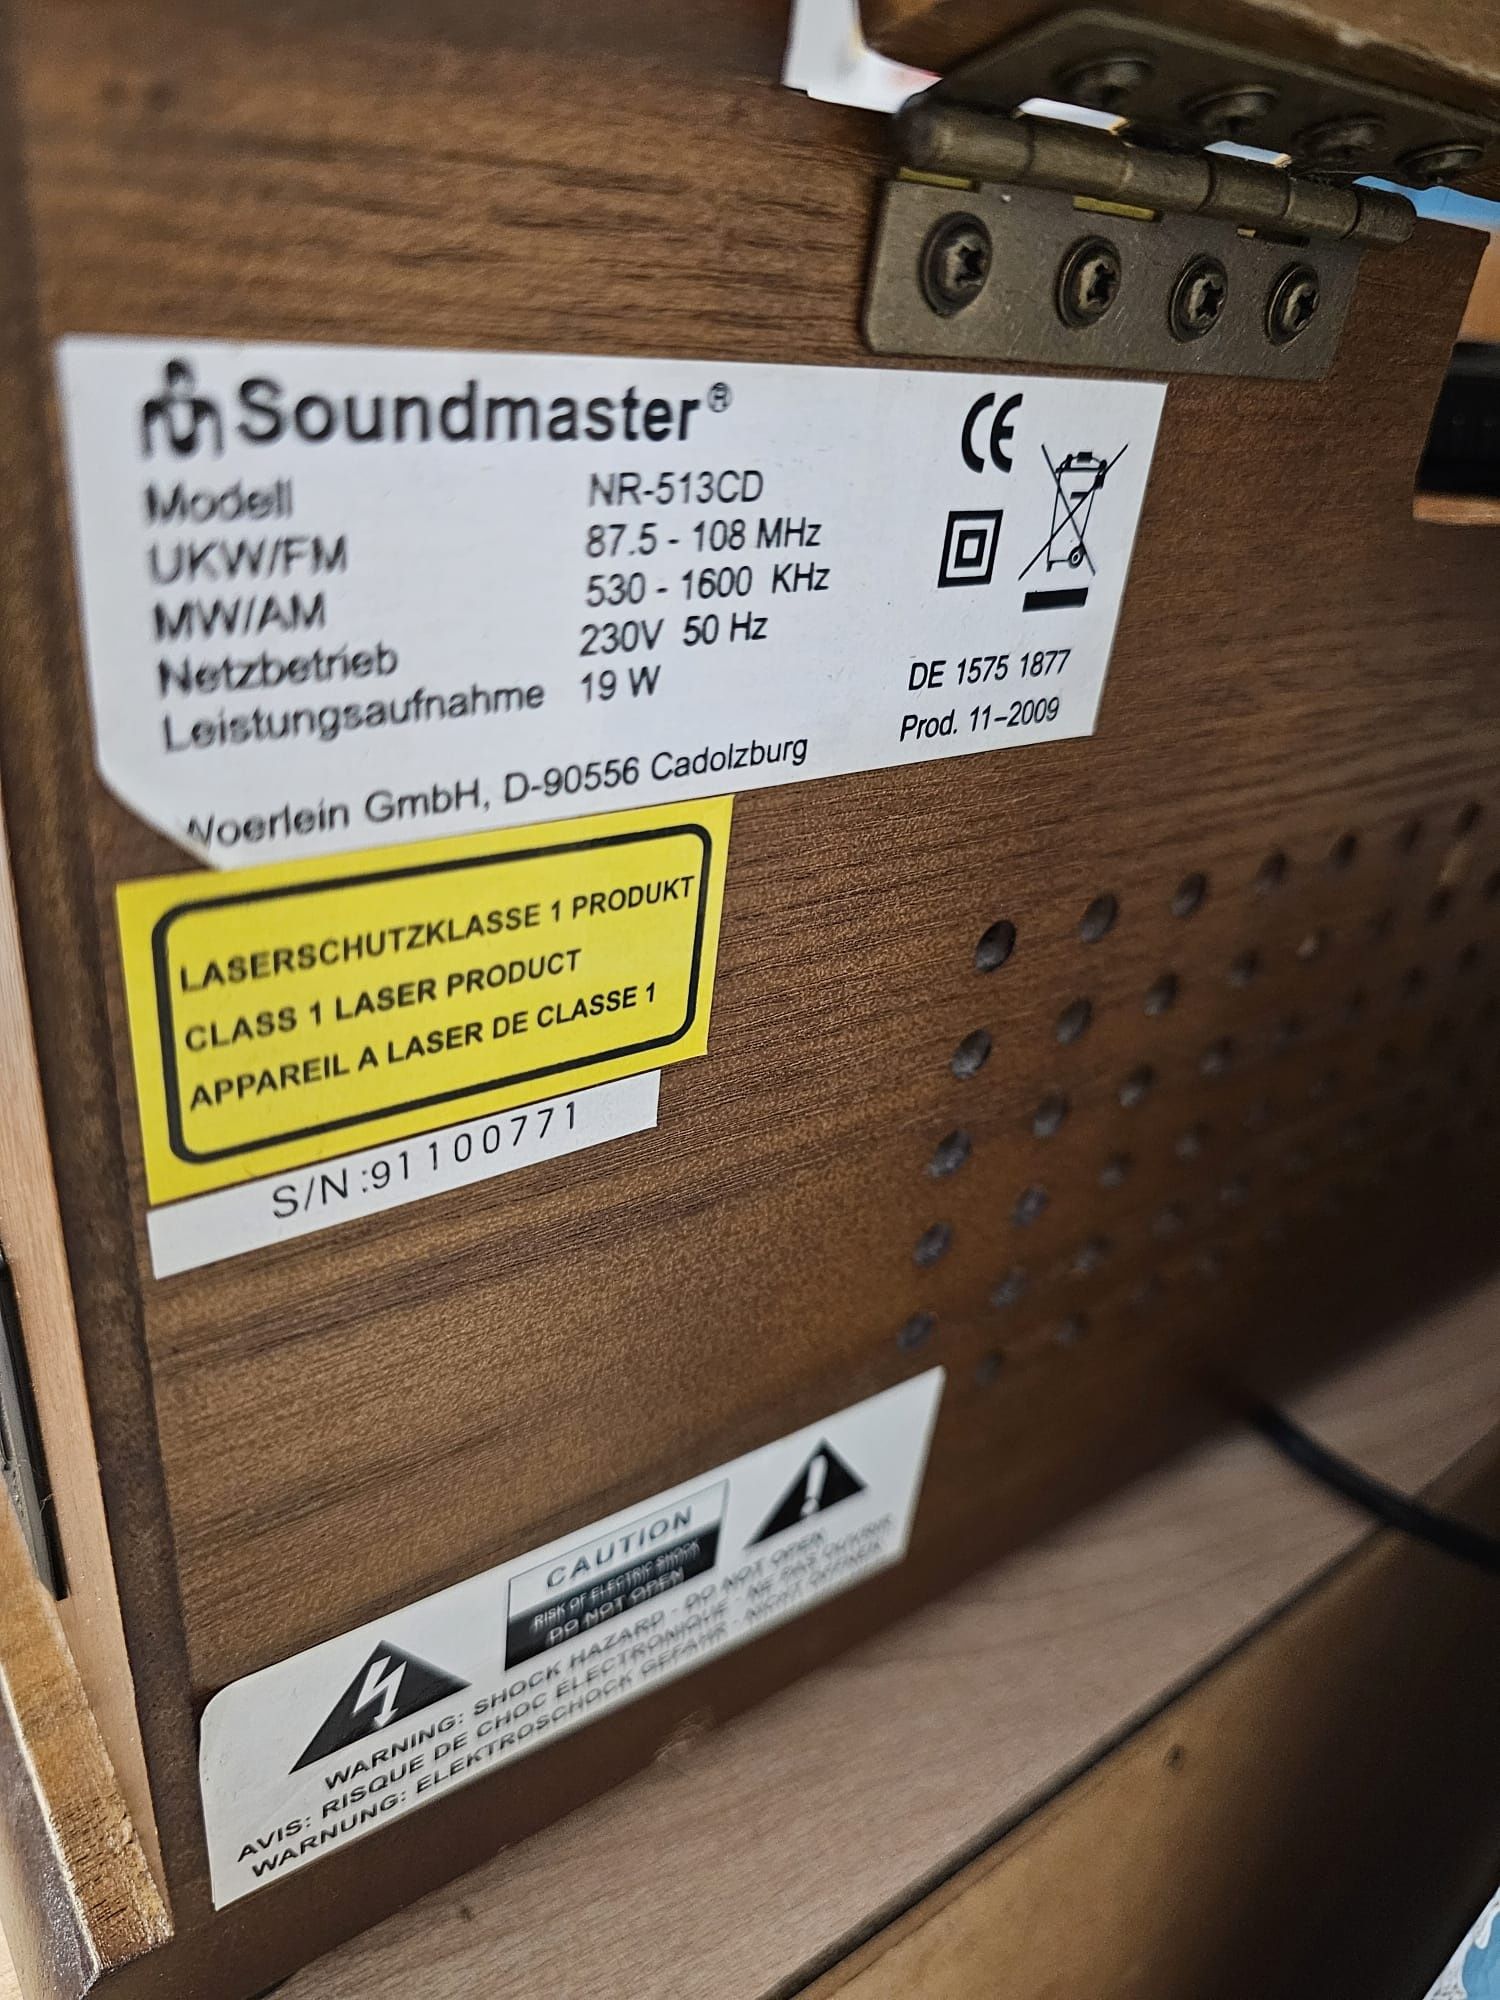 Soundmaster®
Modell NR-513CD
UKW/FM 87.5 - 108 MHz
MW/AM 530 - 1600 KHz
Netzbetrieb 230V 50 Hz
Leistungsaufnahme 19 W
CE
DE 1575 1877
Prod. 11-2009
Woerlein GmbH, D-90556 Cadolzburg
LASERSCHUTZKLASSE 1 PRODUKT
CLASS 1 LASER PRODUCT
APPAREIL A LASER DE CLASSE 1
S/N:91100771
CAUTION
RISK OF ELECTRIC SHOCK
DO NOT OPEN
WARNING: SHOCK HAZARD - DO NOT OPEN
AVIS: RISQUE DE CHOC ELECTRONIQUE - NE PAS OUVRIR
WARNUNG: ELEKTROSCHOCK GEFAHR - NICHT OFFNEN